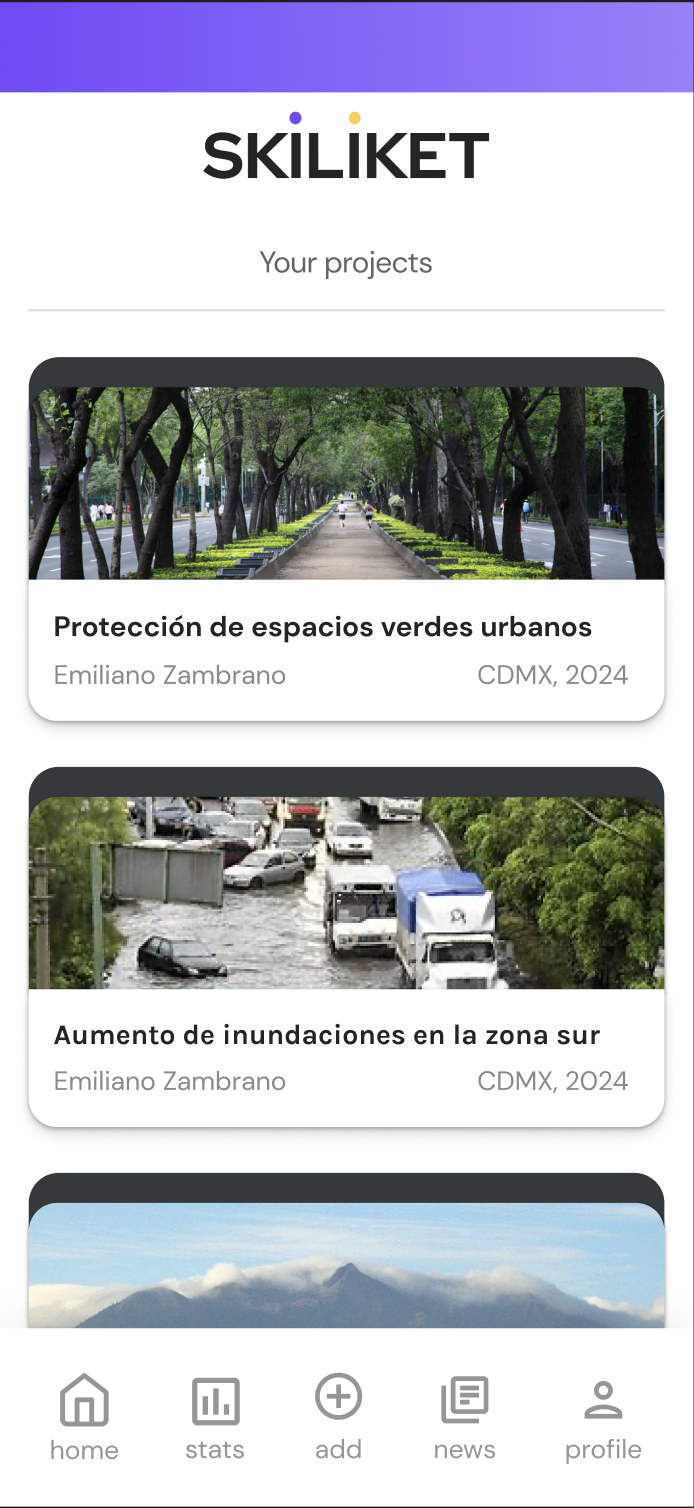 SKILIKET
Your projects
Protección de espacios verdes urbanos
Emiliano Zambrano CDMX, 2024
Aumento de inundaciones en la zona sur
Emiliano Zambrano CDMX, 2024
home stats add news profile